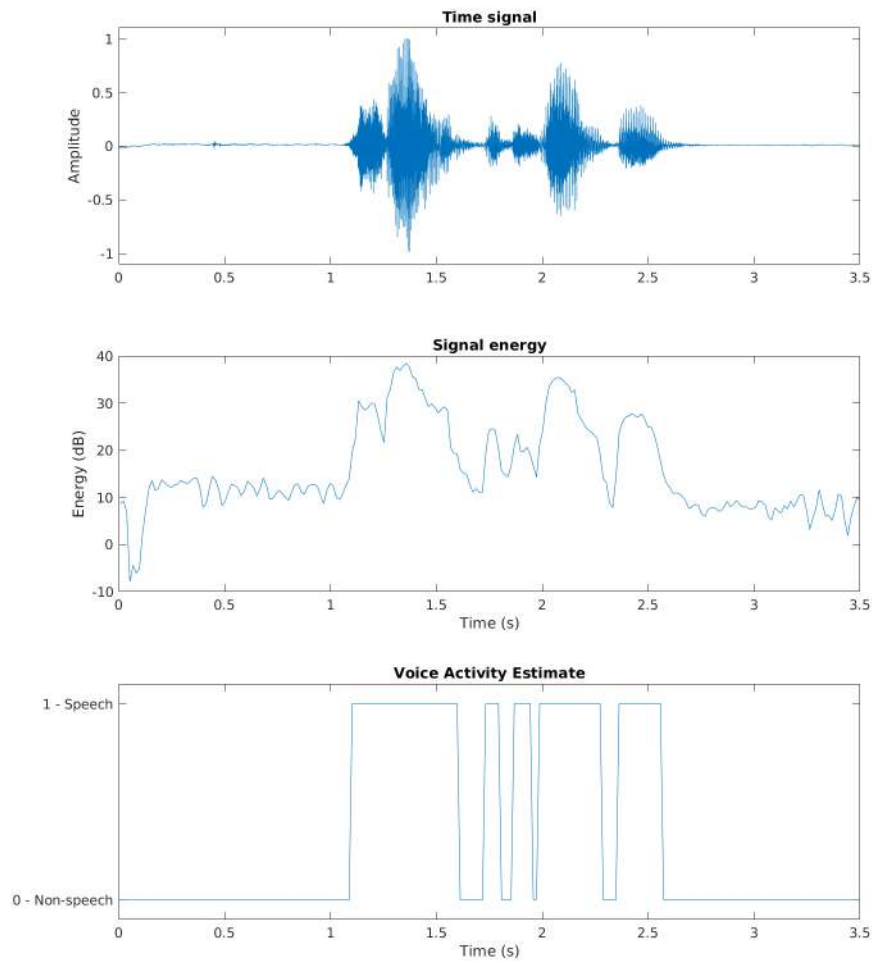 Time signal
1
0.5
0
-0.5
-1
Amplitude
0 0.5 1 1.5 2 2.5 3 3.5
Signal energy
40
30
20
10
0
-10
Energy (dB)
0 0.5 1 1.5 2 2.5 3 3.5
Time (s)
Voice Activity Estimate
1 - Speech
0 - Non-speech
0 0.5 1 1.5 2 2.5 3 3.5
Time (s)